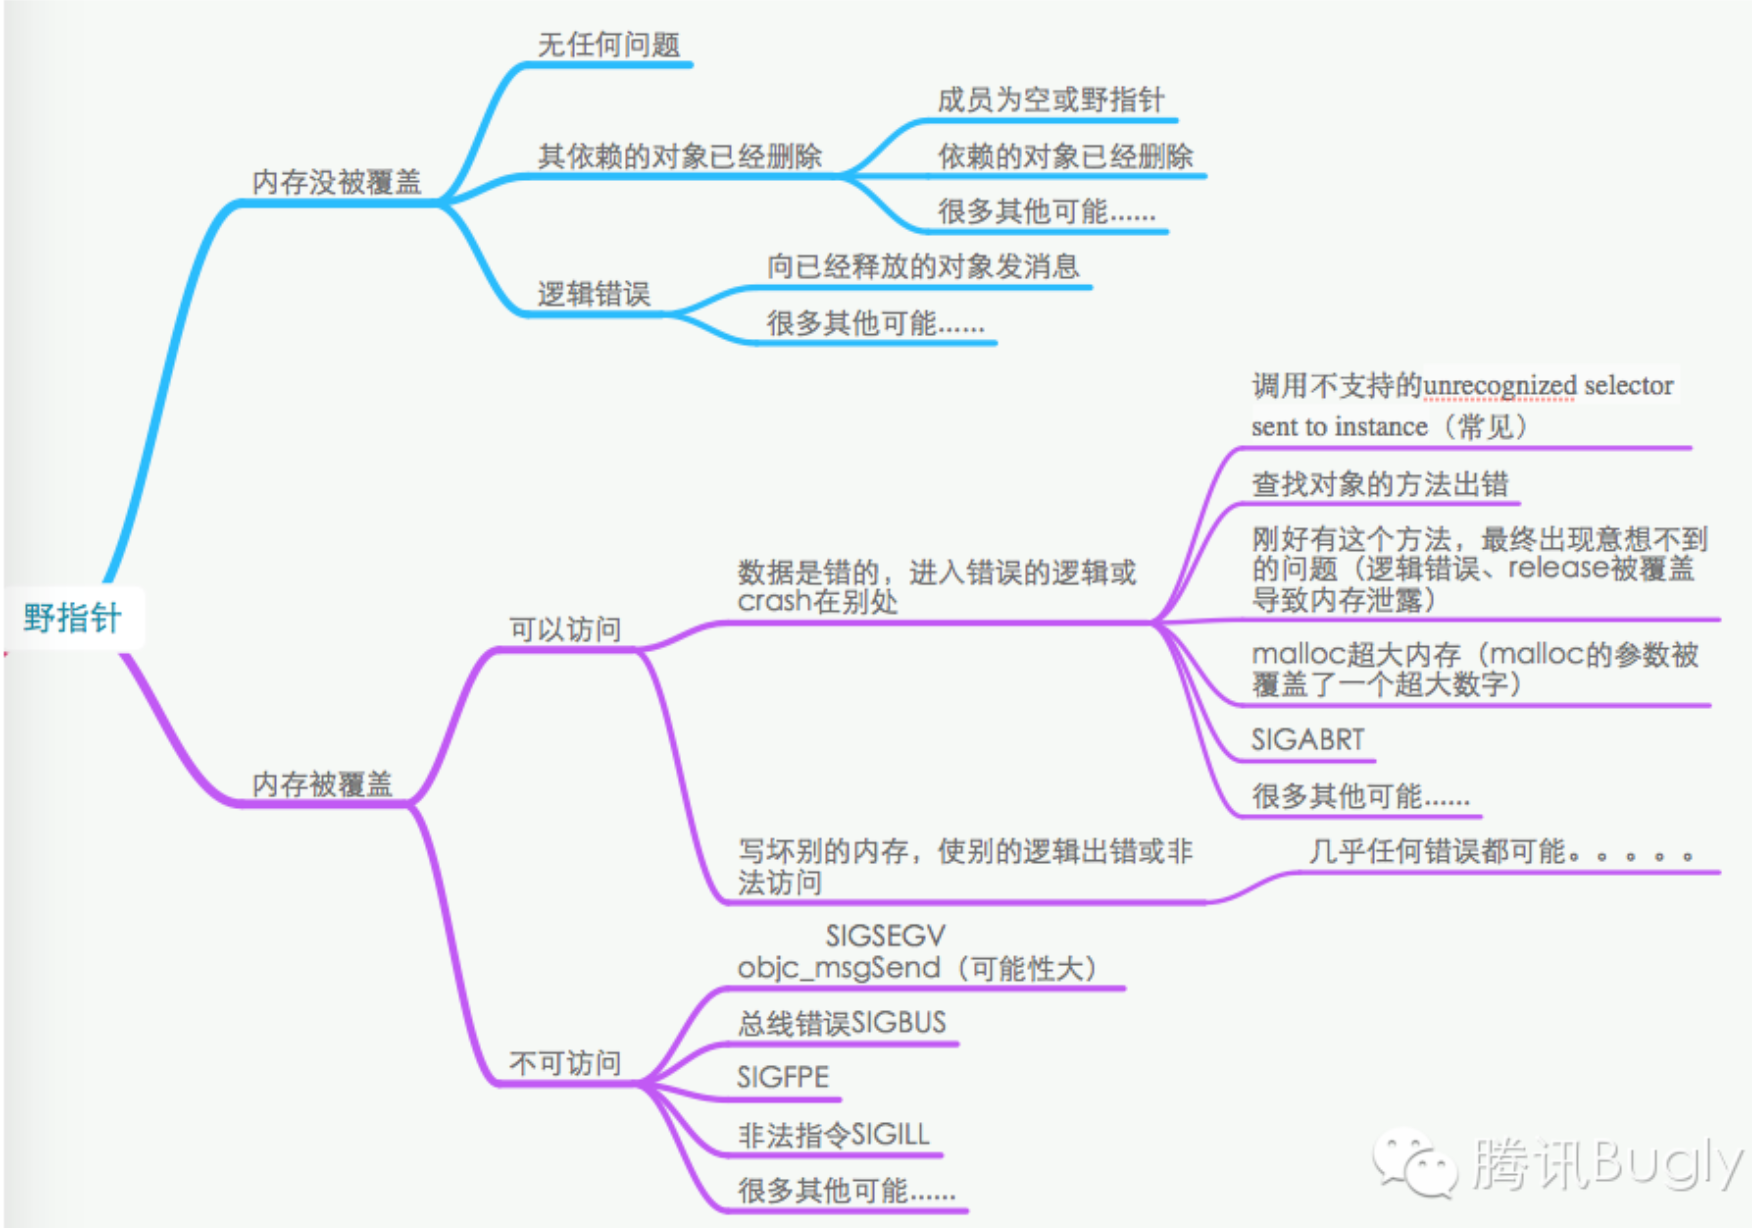 无任何问题
成员为空或野指针
其依赖的对象已经删除
依赖的对象已经删除
内存没被覆盖
很多其他可能......
向已经释放的对象发消息
逻辑错误
很多其他可能......
调用不支持的unrecognized selector
sent to instance（常见）
查找对象的方法出错
刚好有这个方法，最终出现意想不到
的问题（逻辑错误、release被覆盖
导致内存泄露）
数据是错的，进入错误的逻辑或
crash在别处
野指针
可以访问
malloc超大内存（malloc的参数被
覆盖了一个超大数字）
SIGABRT
内存被覆盖
很多其他可能......
写坏别的内存，使别的逻辑出错或非
法访问
几乎任何错误都可能。。。。。
SIGSEGV
objc_msgSend（可能性大）
总线错误SIGBUS
不可访问
SIGFPE
非法指令SIGILL
很多其他可能......
腾讯Bugly